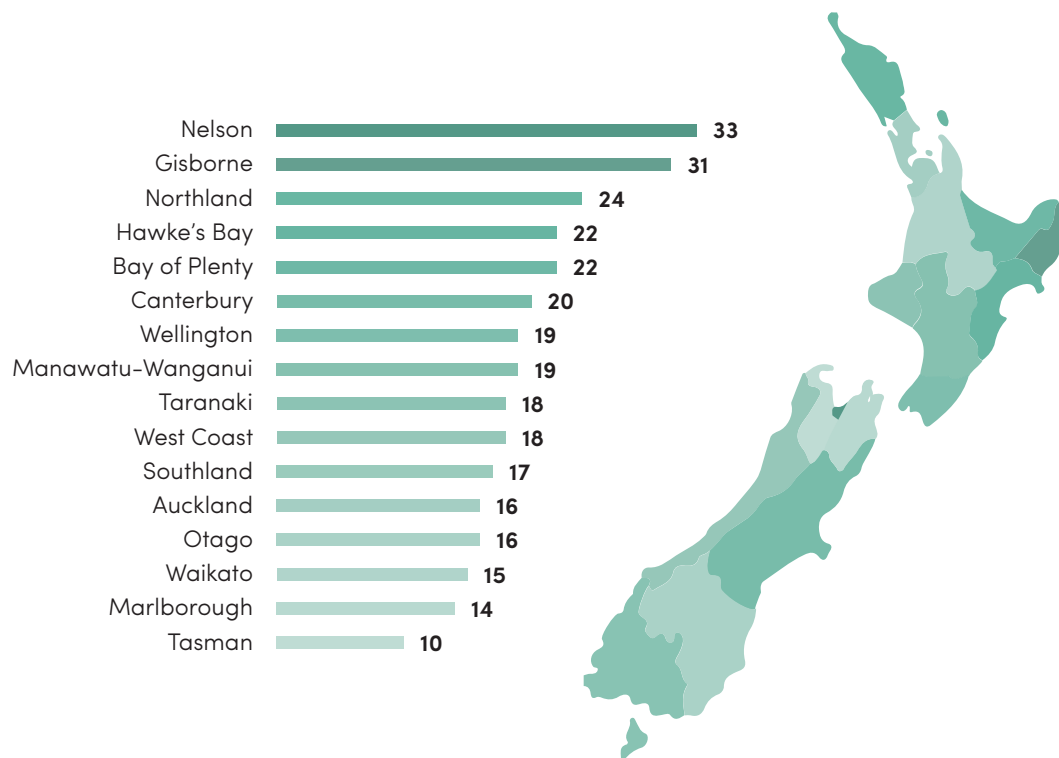 Nelson 33
Gisborne 31
Northland 24
Hawke's Bay 22
Bay of Plenty 22
Canterbury 20
Wellington 19
Manawatu-Wanganui 19
Taranaki 18
West Coast 18
Southland 17
Auckland 16
Otago 16
Waikato 15
Marlborough 14
Tasman 10